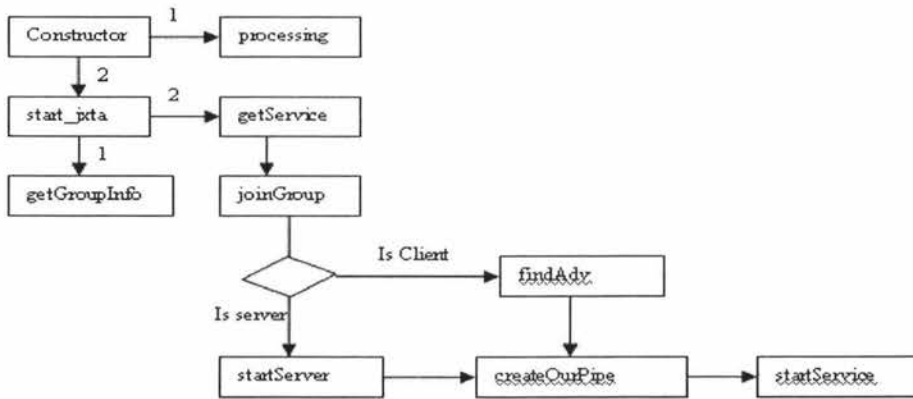 1
Constructor
processing
2
2
start_jxta
getService
1
getGroupInfo
joinGroup
Is Client
findAdv
Is server
startServer
createOurPipe
startService